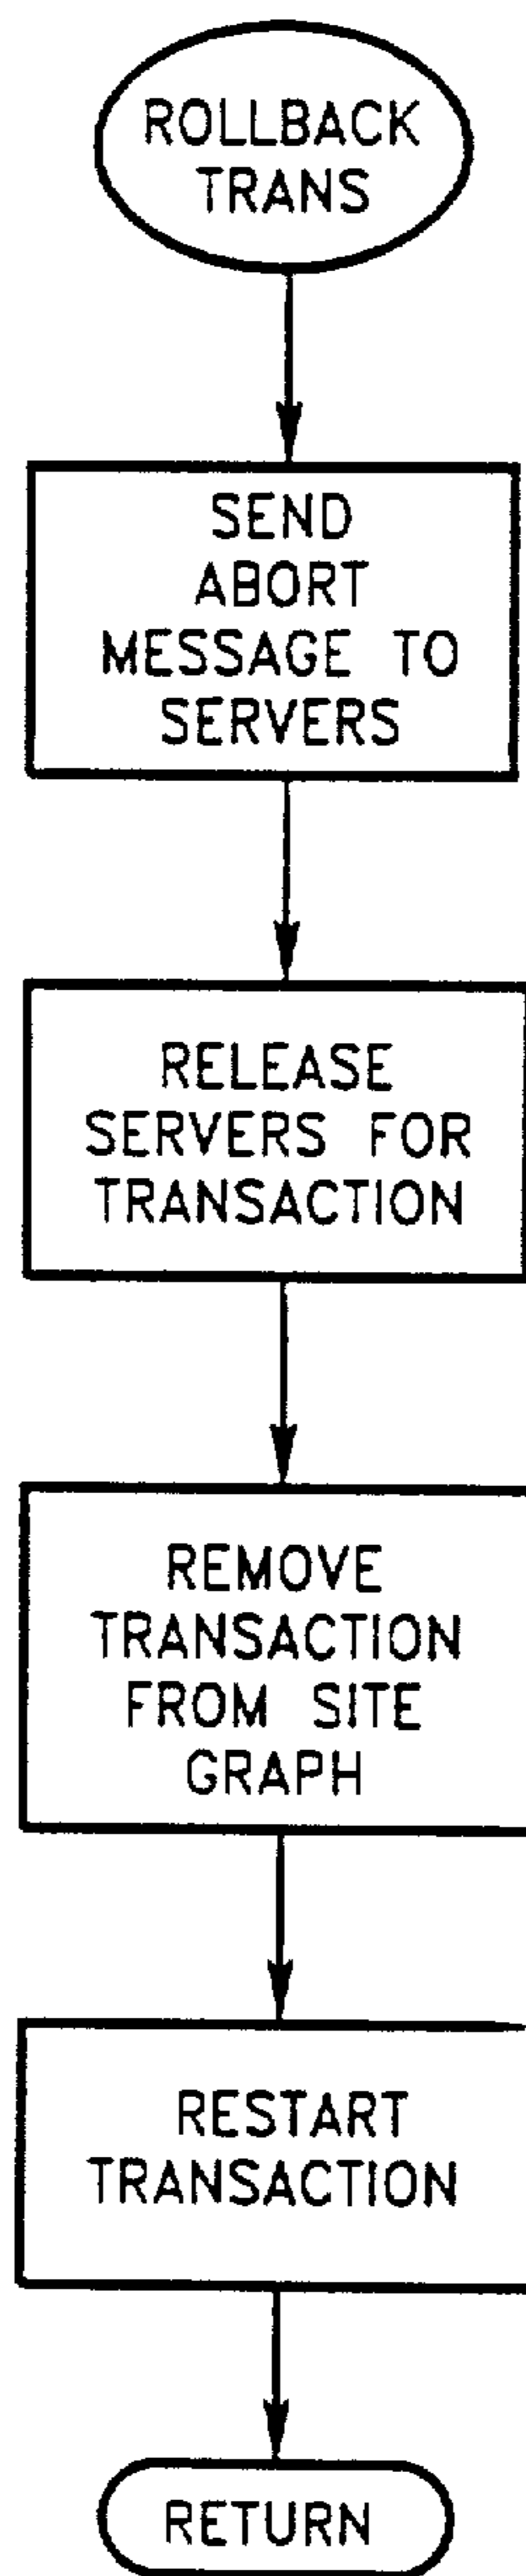 ROLLBACK
TRANS
SEND
ABORT
MESSAGE TO
SERVERS
RELEASE
SERVERS FOR
TRANSACTION
REMOVE
TRANSACTION
FROM SITE
GRAPH
RESTART
TRANSACTION
RETURN